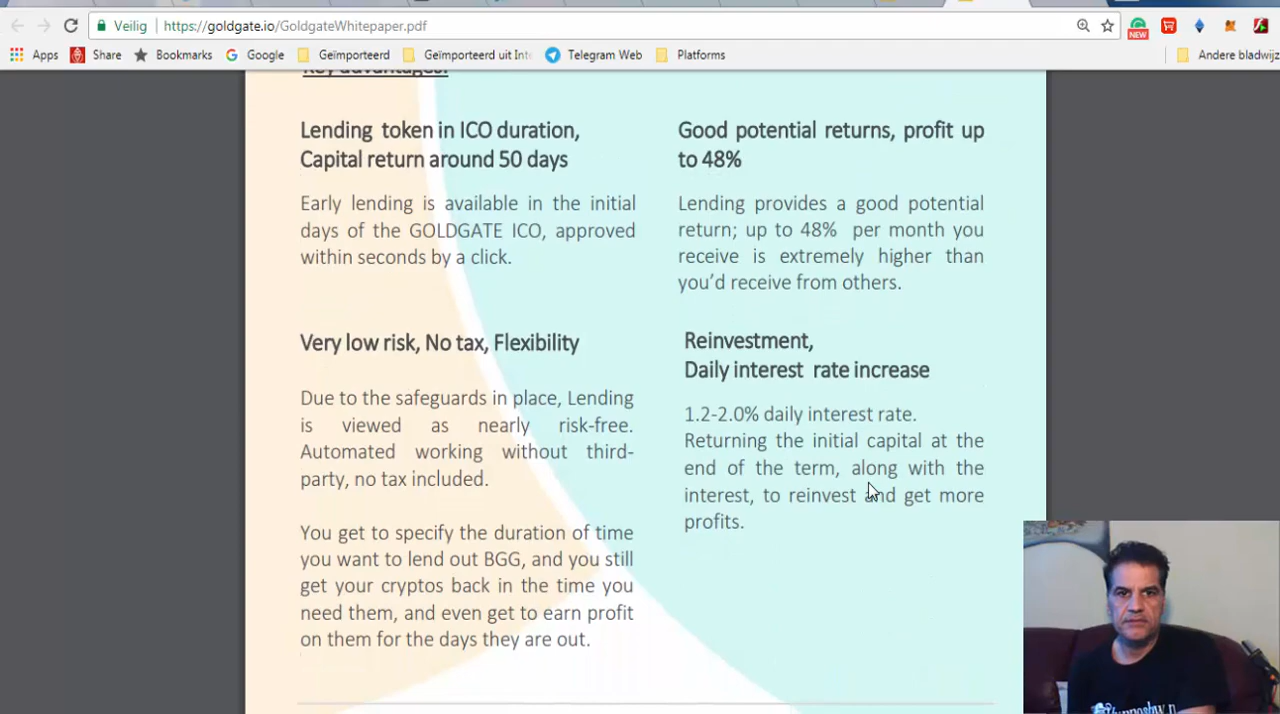 Veilig
https://goldgate.io/GoldgateWhitepaper.pdf
NEW
Apps
Share
Bookmarks
G Google
Geïmporteerd
Geïmporteerd uit Inte
Telegram Web
Platforms
Andere bladwijz
Key advantages:
Lending token in ICO duration,
Capital return around 50 days
Early lending is available in the initial
days of the GOLDGATE ICO, approved
within seconds by a click.
Good potential returns, profit up
to 48%
Lending provides a good potential
return; up to 48% per month you
receive is extremely higher than
you'd receive from others.
Very low risk, No tax, Flexibility
Due to the safeguards in place, Lending
is viewed as nearly risk-free.
Automated working without third-
party, no tax included.
You get to specify the duration of time
you want to lend out BGG, and you still
get your cryptos back in the time you
need them, and even get to earn profit
on them for the days they are out.
Reinvestment,
Daily interest rate increase
1.2-2.0% daily interest rate.
Returning the initial capital at the
end of the term, along with the
interest, to reinvest and get more
profits.